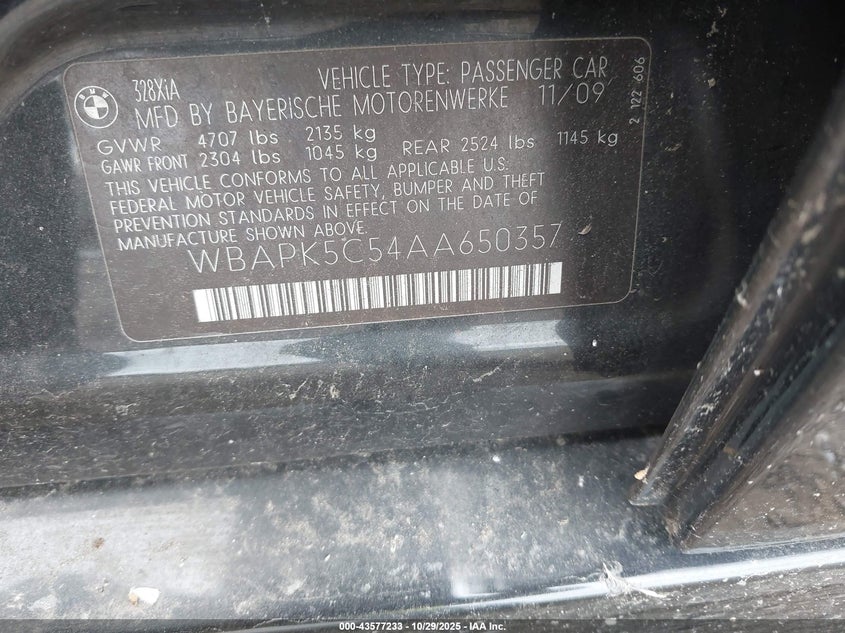 BMW
328XiA
VEHICLE TYPE: PASSENGER CAR
MFD BY BAYERISCHE MOTORENWERKE 11/09
GVWR 4707 lbs 2135 kg
GAWR FRONT 2304 lbs 1045 kg REAR 2524 lbs 1145 kg
THIS VEHICLE CONFORMS TO ALL APPLICABLE U.S.
FEDERAL MOTOR VEHICLE SAFETY, BUMPER AND THEFT
PREVENTION STANDARDS IN EFFECT ON THE DATE OF
MANUFACTURE SHOWN ABOVE.
WBAPK5C54AA650357
2 122 606
000-43577233 - 10/29/2025 - IAA Inc.